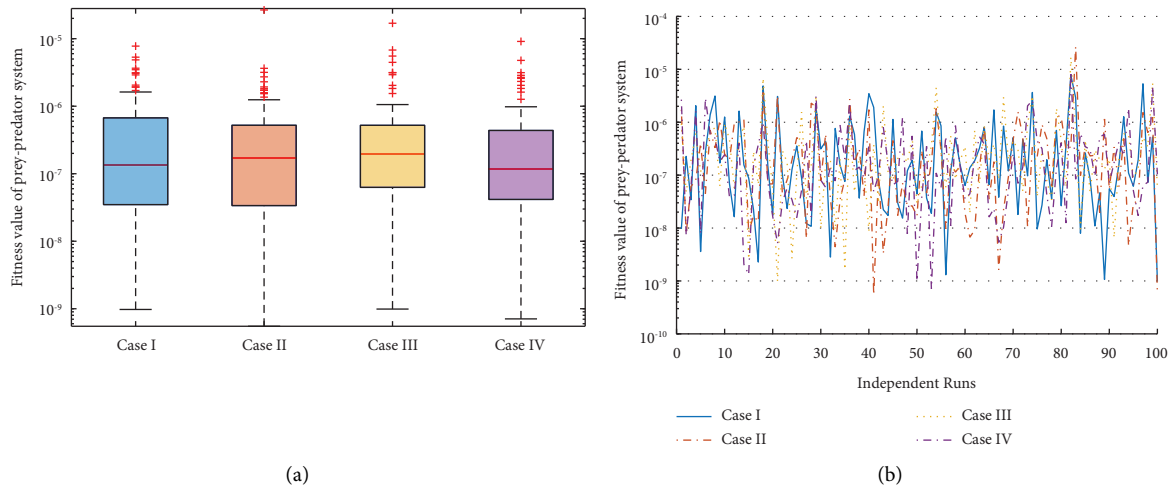 Fitness value of prey-predator system
10-5
10-6
10-7
10-8
10-9
Case I
Case II
Case III
Case IV
(a)
Fitness value of prey-perdator system
10-4
10-5
10-6
10-7
10-8
10-9
10-10
0
10
20
30
40
50
60
70
80
90
100
Independent Runs
Case I
Case II
Case III
Case IV
(b)